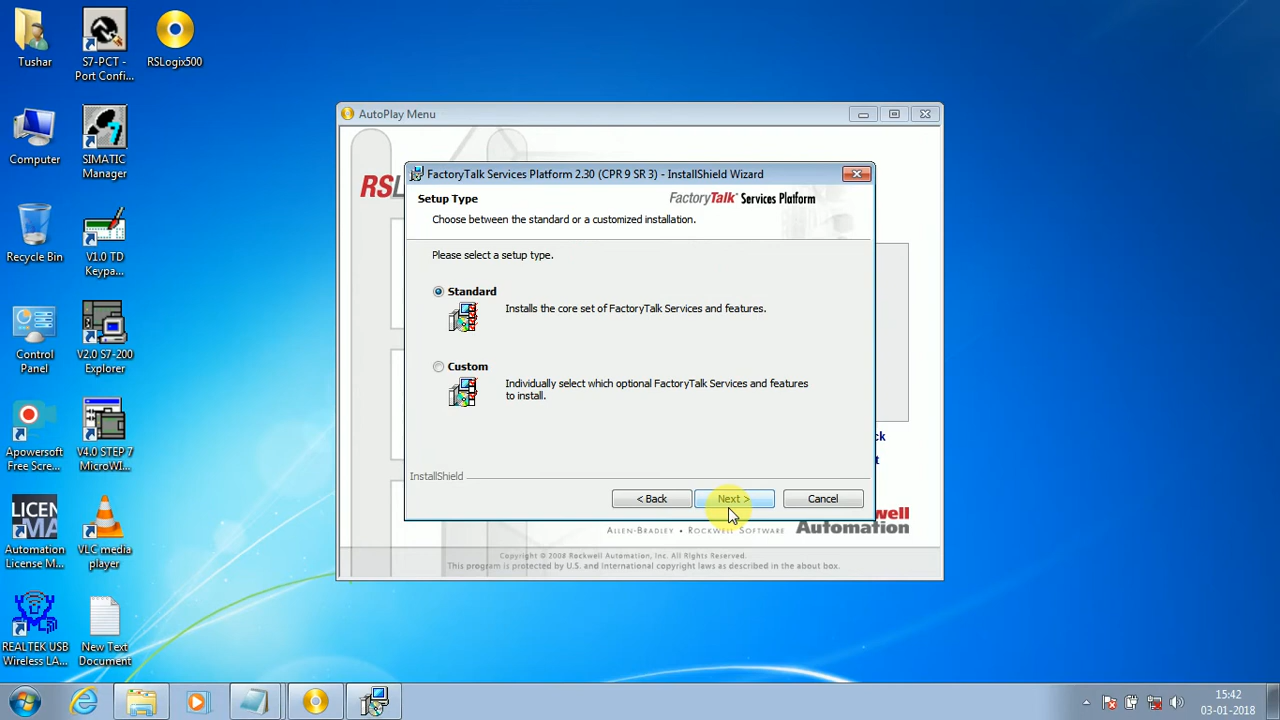 Tushar
S7-PCT -
Port Confi...
RSLogix500
Computer
SIMATIC
Manager
Recycle Bin
V1.0 TD
Keypa...
Control
Panel
V2.0 S7-200
Explorer
Apowersoft
Free Scre...
V4.0 STEP 7
MicroWI...
LICEN
MA
Automation
License M...
VLC media
player
REALTEK USB
Wireless LA...
New Text
Document
AutoPlay Menu
RSL
FactoryTalk Services Platform 2.30 (CPR 9 SR 3) - InstallShield Wizard
Setup Type
FactoryTalk Services Platform
Choose between the standard or a customized installation.
Please select a setup type.
Standard
Installs the core set of FactoryTalk Services and features.
Custom
Individually select which optional FactoryTalk Services and features
to install.
InstallShield
< Back
Next >
Cancel
ck
t
ALLEN-BRADLEY • ROCKWELL SOFTWARE
well
Automation
Copyright © 2008 Rockwell Automation, Inc. All Rights Reserved.
This program is protected by U.S. and International copyright laws as described in the about box.
15:42
03-01-2018